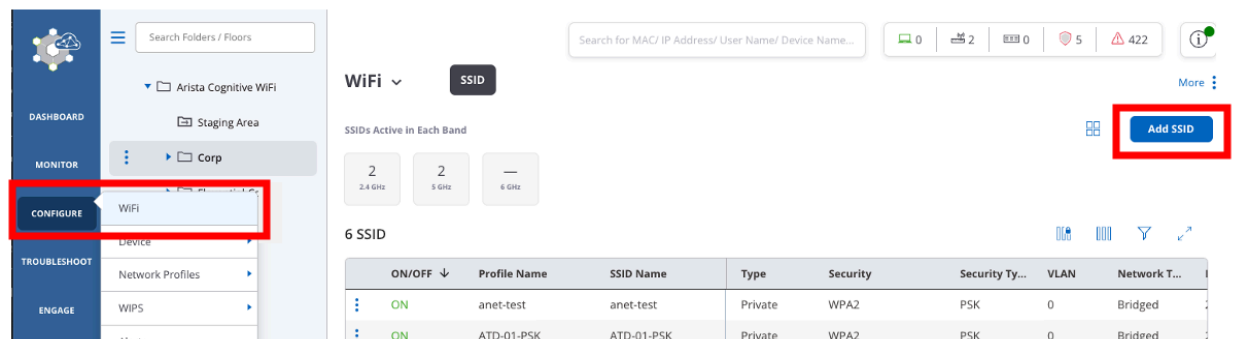 Search Folders / Floors
Search for MAC/ IP Address/ User Name/ Device Name...
0
2
0
5
422
Arista Cognitive WiFi
WiFi
SSID
More
DASHBOARD
Staging Area
SSIDs Active in Each Band
Add SSID
MONITOR
Corp
2
2.4 GHz
2
5 GHz
—
6 GHz
CONFIGURE
WiFi
6 SSID
Device
TROUBLESHOOT
Network Profiles
ON/OFF Profile Name SSID Name Type Security Security Ty... VLAN Network T...
ENGAGE
WIPS
ON anet-test anet-test Private WPA2 PSK 0 Bridged
ON ATD-01-PSK ATD-01-PSK Private WPA2 PSK 0 Bridged